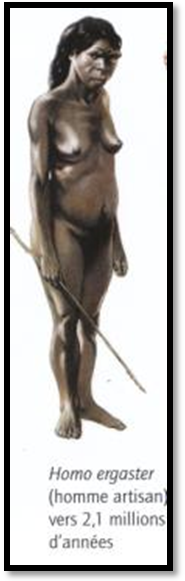 Homo ergaster
(homme artisan)
vers 2,1 millions
d'années